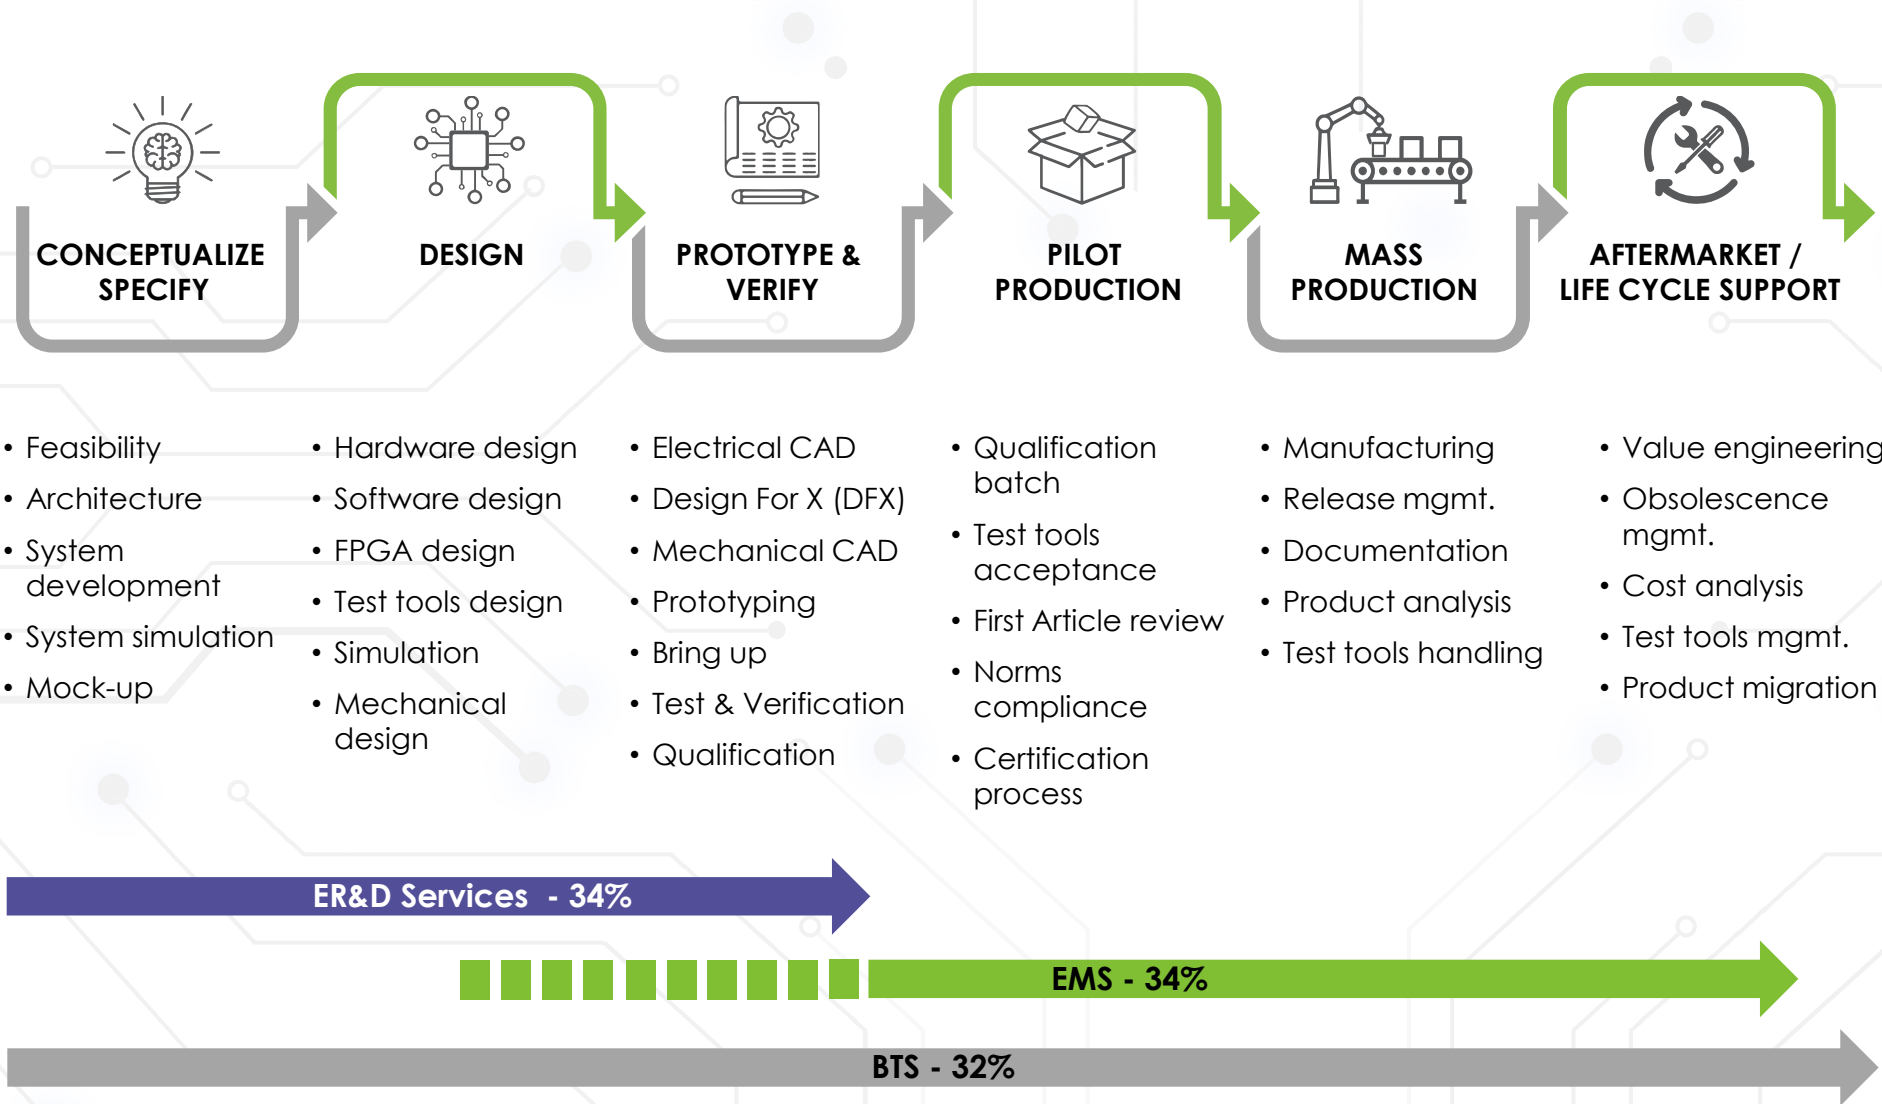 CONCEPTUALIZE
SPECIFY
DESIGN
PROTOTYPE &
VERIFY
PILOT
PRODUCTION
MASS
PRODUCTION
AFTERMARKET /
LIFE CYCLE SUPPORT
• Feasibility
• Architecture
• System
development
• System simulation
• Mock-up
• Hardware design
• Software design
• FPGA design
• Test tools design
• Simulation
• Mechanical
design
• Electrical CAD
• Design For X (DFX)
• Mechanical CAD
• Prototyping
• Bring up
• Test & Verification
• Qualification
• Qualification
batch
• Test tools
acceptance
• First Article review
• Norms
compliance
• Certification
process
• Manufacturing
• Release mgmt.
• Documentation
• Product analysis
• Test tools handling
• Value engineering
• Obsolescence
mgmt.
• Cost analysis
• Test tools mgmt.
• Product migration
ER&D Services - 34%
EMS - 34%
BTS - 32%